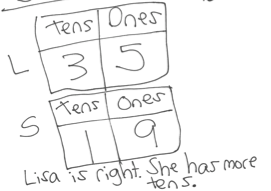 Tens Ones
L 3 5
S Tens Ones
1 9
Lisa is right. She has more
tens.